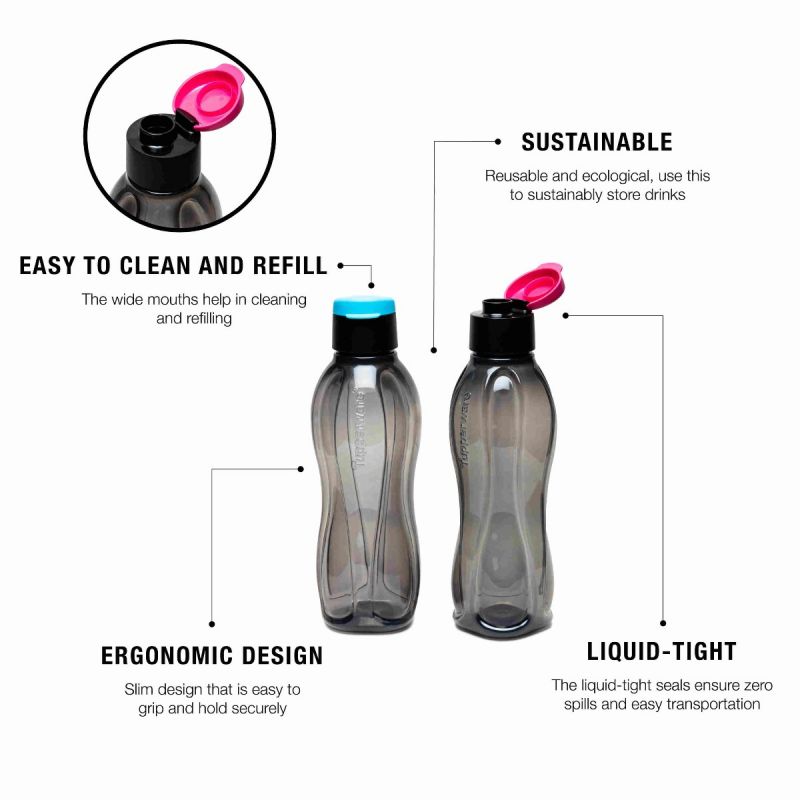 SUSTAINABLE
Reusable and ecological, use this
to sustainably store drinks
EASY TO CLEAN AND REFILL
The wide mouths help in cleaning
and refilling
Tupperware
Tupperware
ERGONOMIC DESIGN
Slim design that is easy to
grip and hold securely
LIQUID-TIGHT
The liquid-tight seals ensure zero
spills and easy transportation